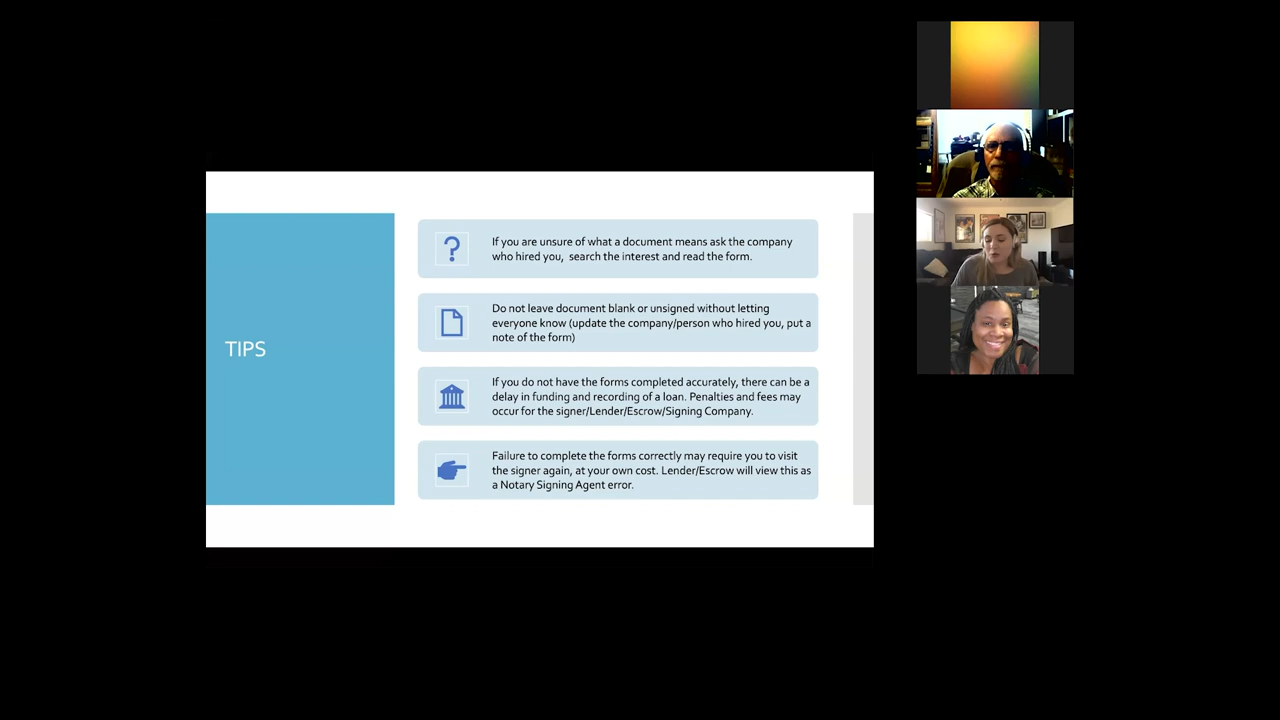 TIPS
If you are unsure of what a document means ask the company
who hired you, search the interest and read the form.
Do not leave document blank or unsigned without letting
everyone know (update the company/person who hired you, put a
note of the form)
If you do not have the forms completed accurately, there can be a
delay in funding and recording of a loan. Penalties and fees may
occur for the signer/Lender/Escrow/Signing Company.
Failure to complete the forms correctly may require you to visit
the signer again, at your own cost. Lender/Escrow will view this as
a Notary Signing Agent error.